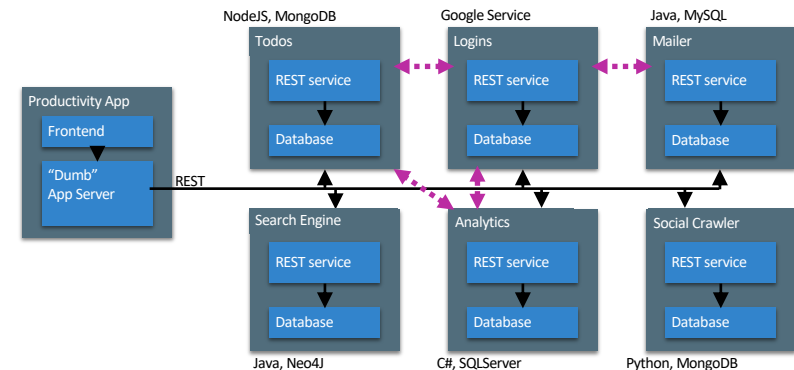 NodeJS, MongoDB
Google Service
Java, MySQL
Todos
Logins
Mailer
REST service
REST service
REST service
Productivity App
Frontend
Database
Database
Database
“Dumb”
App Server
REST
Search Engine
Analytics
Social Crawler
REST service
REST service
REST service
Database
Database
Database
Java, Neo4J
C#, SQLServer
Python, MongoDB